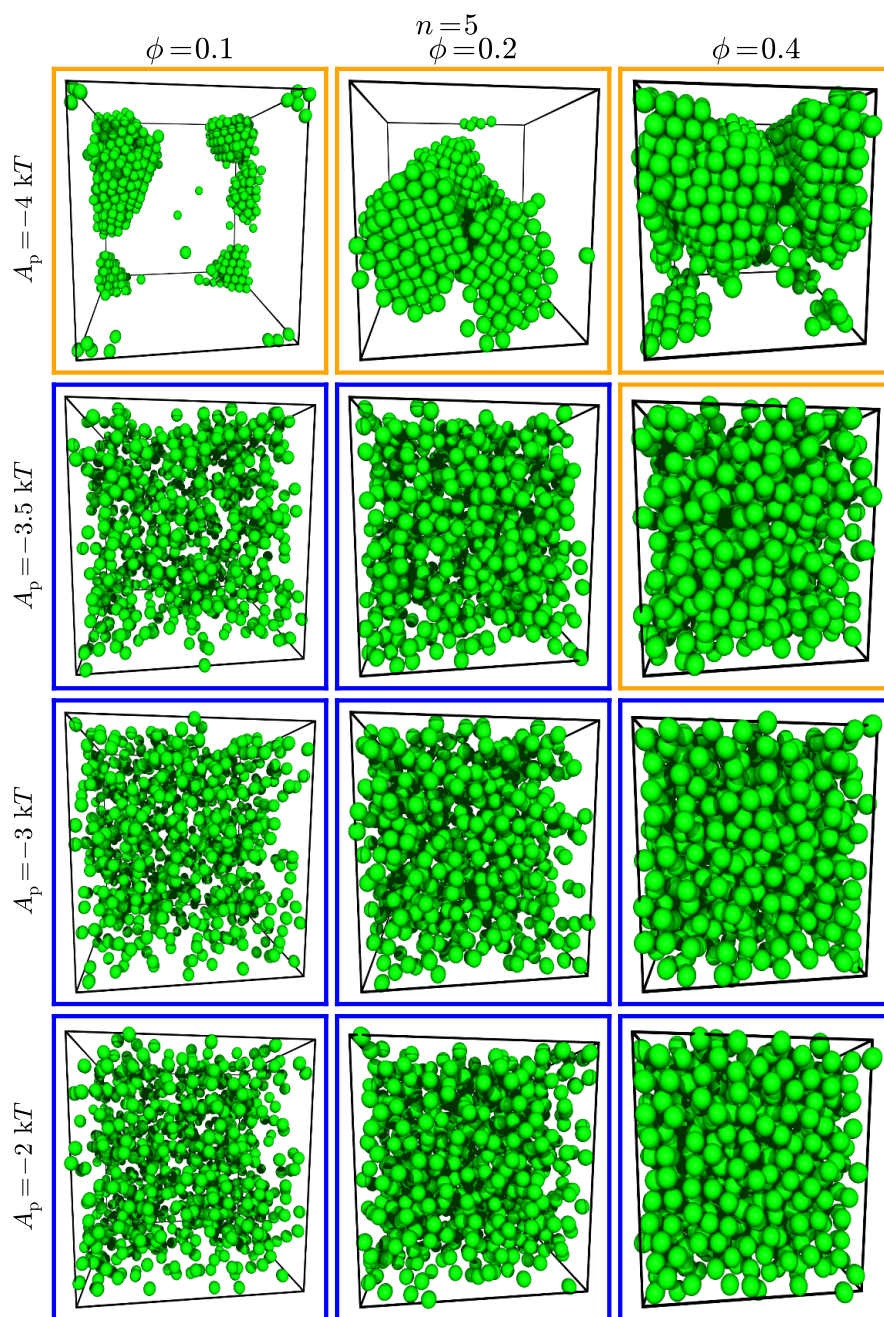 n=5
ϕ=0.1 ϕ=0.2 ϕ=0.4
A_p=−4 kT
A_p=−3.5 kT
A_p=−3 kT
A_p=−2 kT